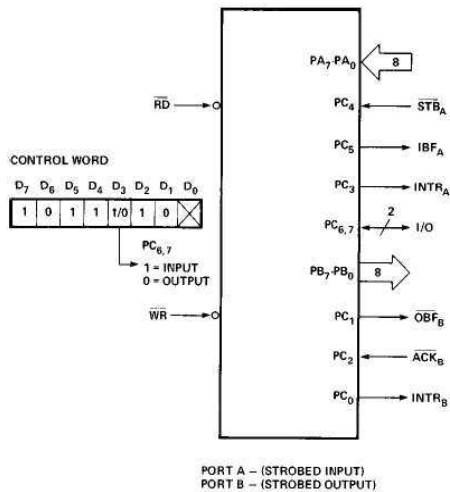 PA7-PA0
8
RD
PC4
STBA
PC5
IBFA
CONTROL WORD
D7 D6 D5 D4 D3 D2 D1 D0
PC3
INTRA
1 0 1 1 1/0 1 0 X
PC6,7
2
I/O
PC6,7
1 = INPUT
0 = OUTPUT
PB7-PB0
8
WR
PC1
OBFB
PC2
ACKB
PC0
INTRB
PORT A – (STROBED INPUT)
PORT B – (STROBED OUTPUT)